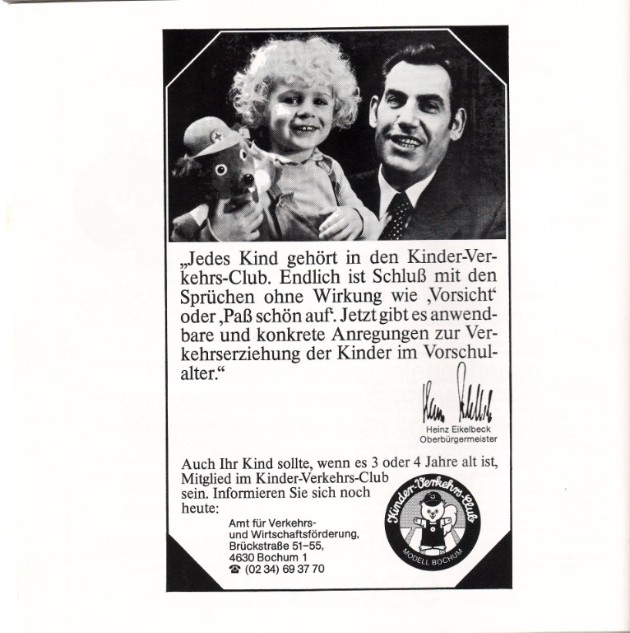 „Jedes Kind gehört in den Kinder-Ver-
kehrs-Club. Endlich ist Schluß mit den
Sprüchen ohne Wirkung wie ‚Vorsicht‘
oder ‚Paß schön auf‘. Jetzt gibt es anwend-
bare und konkrete Anregungen zur Ver-
kehrserziehung der Kinder im Vorschul-
alter.“
Heinz Eikelbeck
Oberbürgermeister
Auch Ihr Kind sollte, wenn es 3 oder 4 Jahre alt ist,
Mitglied im Kinder-Verkehrs-Club
sein. Informieren Sie sich noch
heute:
Amt für Verkehrs-
und Wirtschaftsförderung,
Brückstraße 51–55,
4630 Bochum 1
☎ (02 34) 69 37 70
Kinder-Verkehrs-Club
MODELL BOCHUM